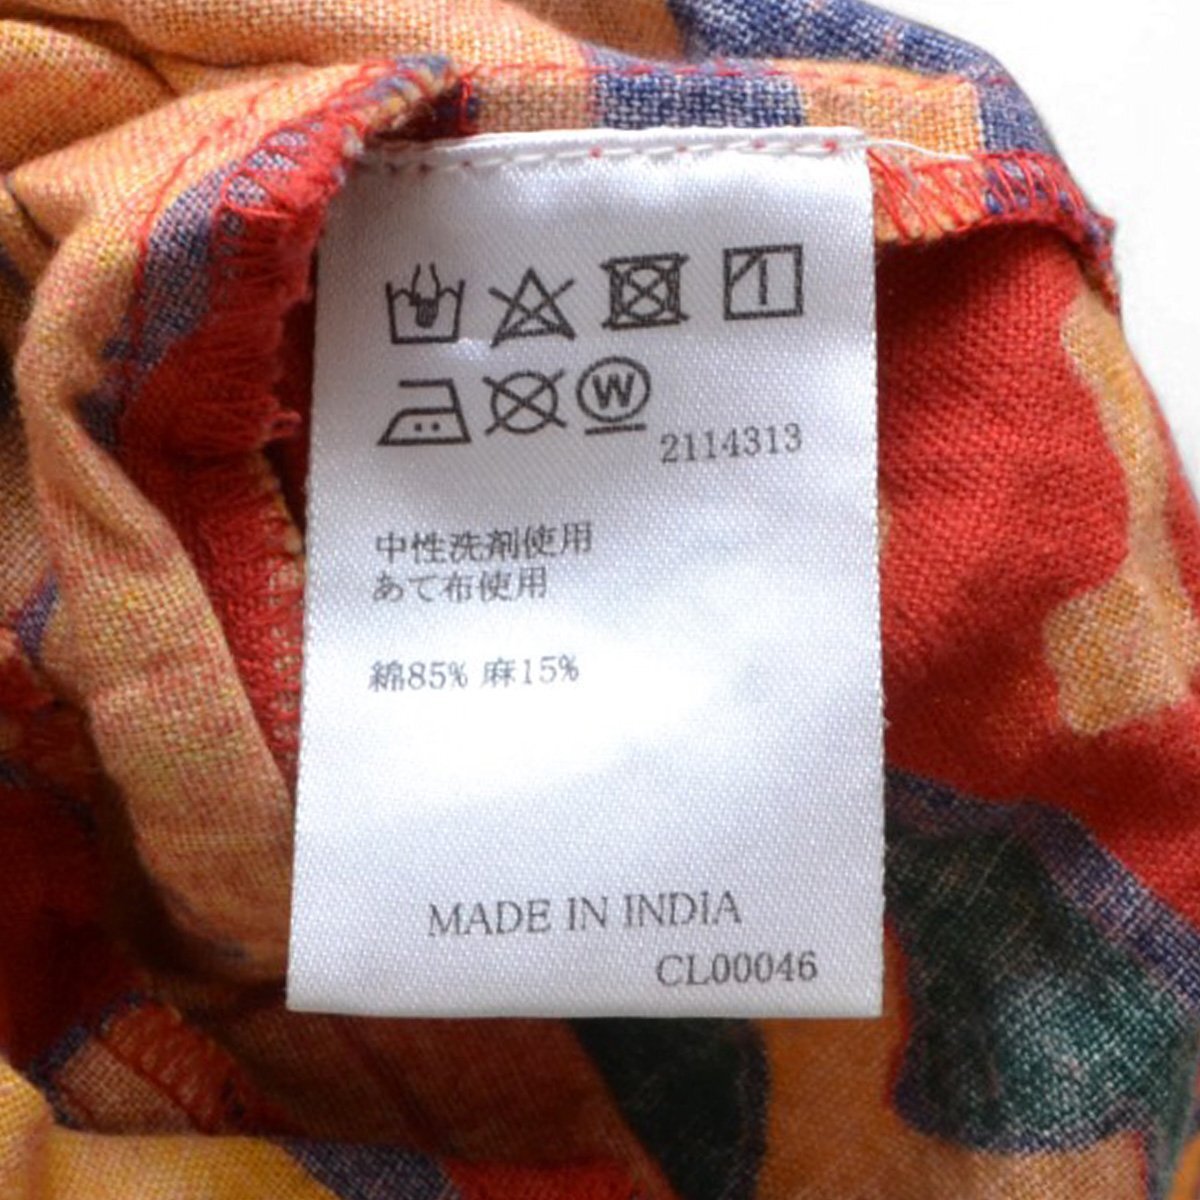 W
2114313
中性洗剤使用
あて布使用
綿85% 麻15%
MADE IN INDIA
CL00046